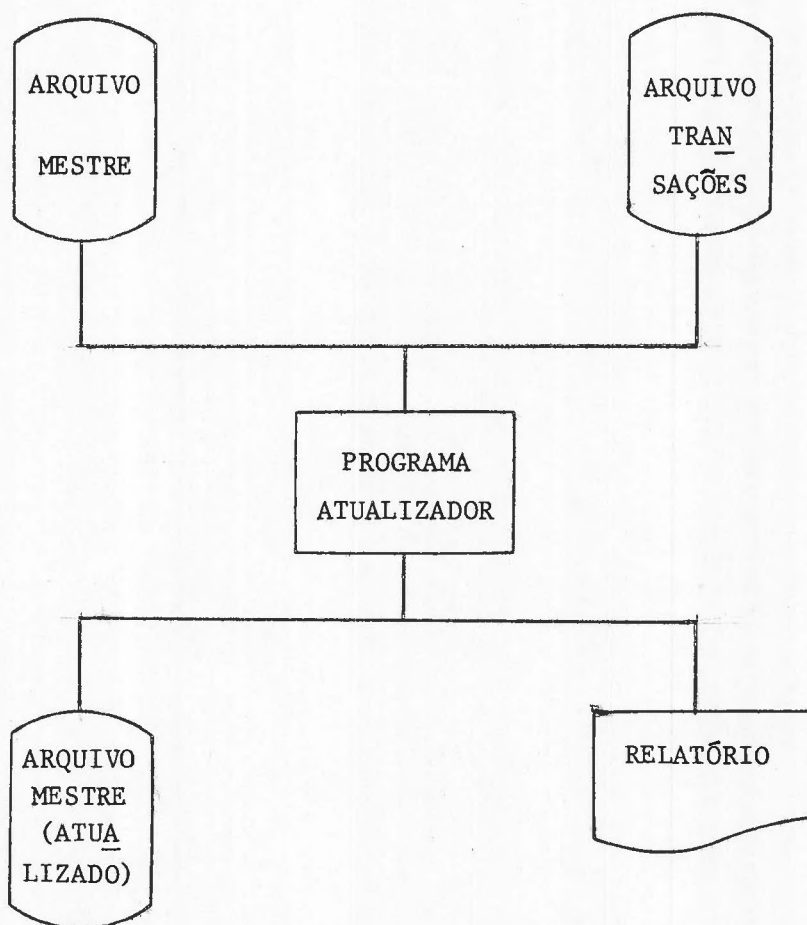 ARQUIVO
MESTRE
ARQUIVO
TRAN
SAÇÕES
PROGRAMA
ATUALIZADOR
ARQUIVO
MESTRE
(ATUA
LIZADO)
RELATÓRIO